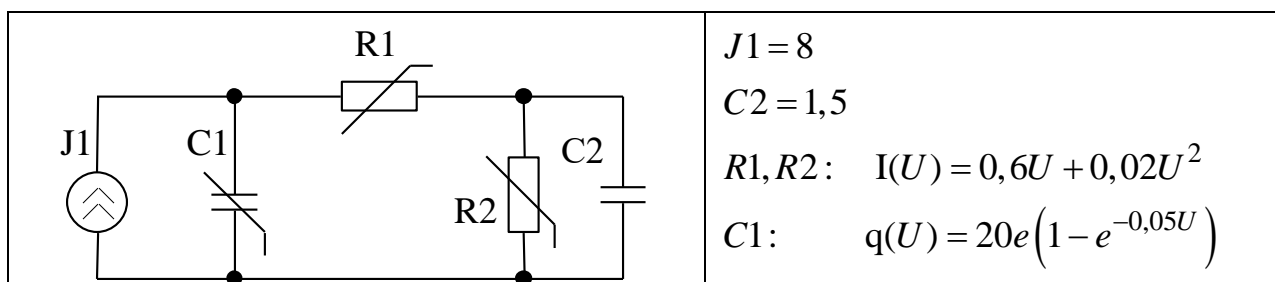 R1
J1
C1
R2
C2
J1 = 8
C2 = 1,5
R1, R2 : I(U) = 0,6U + 0,02U²
C1: q(U) = 20e(1 − e^{−0,05U})